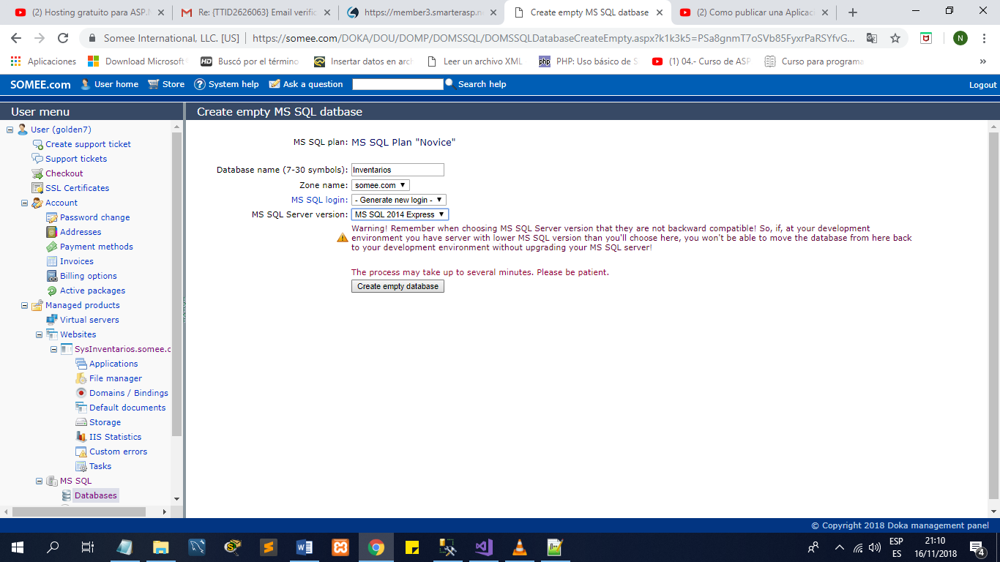 (2) Hosting gratuito para ASP.N
Re: {TTID2626063} Email verific
https://member3.smarterasp.n
Create empty MS SQL datbase
(2) Como publicar una Aplicac
Somee International, LLC. [US]
https://somee.com/DOKA/DOU/DOMP/DOMSSQL/DOMSSQLDatabaseCreateEmpty.aspx?k1k3k5=PSa8gnmT7oSVb85FyxrPaRSYfvG...
N
Aplicaciones
Download Microsoft
HD
Buscó por el término
Insertar datos en arch
Leer un archivo XML
php
PHP: Uso básico de S
(1) 04.- Curso de ASP
Curso para programa
»
SOMEE.com
User home
Store
System help
Ask a question
Search help
Logout
User menu
Create empty MS SQL datbase
User (golden7)
Create support ticket
Support tickets
Checkout
SSL Certificates
Account
Password change
Addresses
Payment methods
Invoices
Billing options
Active packages
Managed products
Virtual servers
Websites
SysInventarios.somee.c
Applications
File manager
Domains / Bindings
Default documents
Storage
IIS Statistics
Custom errors
Tasks
MS SQL
Databases
MS SQL plan: MS SQL Plan "Novice"
Database name (7-30 symbols): Inventarios
Zone name: somee.com
MS SQL login: - Generate new login -
MS SQL Server version: MS SQL 2014 Express
Warning! Remember when choosing MS SQL Server version that they are not backward compatible! So, if, at your development
environment you have server with lower MS SQL version than you'll choose here, you won't be able to move the database from here back
to your development environment without upgrading your MS SQL server!
The process may take up to several minutes. Please be patient.
Create empty database
© Copyright 2018 Doka management panel
ESP
ES
21:10
16/11/2018
4